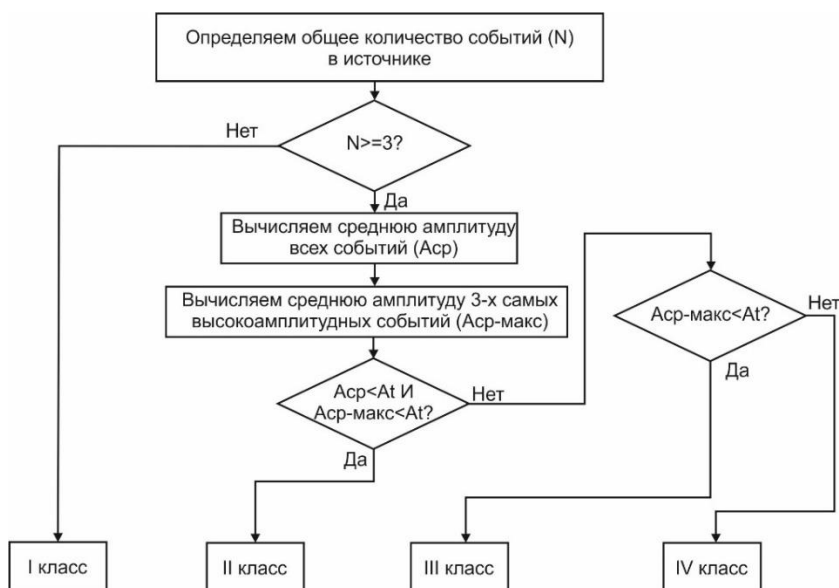 Определяем общее количество событий (N)
в источнике
Нет
N>=3?
Да
Вычисляем среднюю амплитуду
всех событий (Аср)
Вычисляем среднюю амплитуду 3-х самых
высокоамплитудных событий (Аср-макс)
Аср<At И
Аср-макс<At?
Нет
Да
Аср-макс<At?
Нет
Да
I класс
II класс
III класс
IV класс